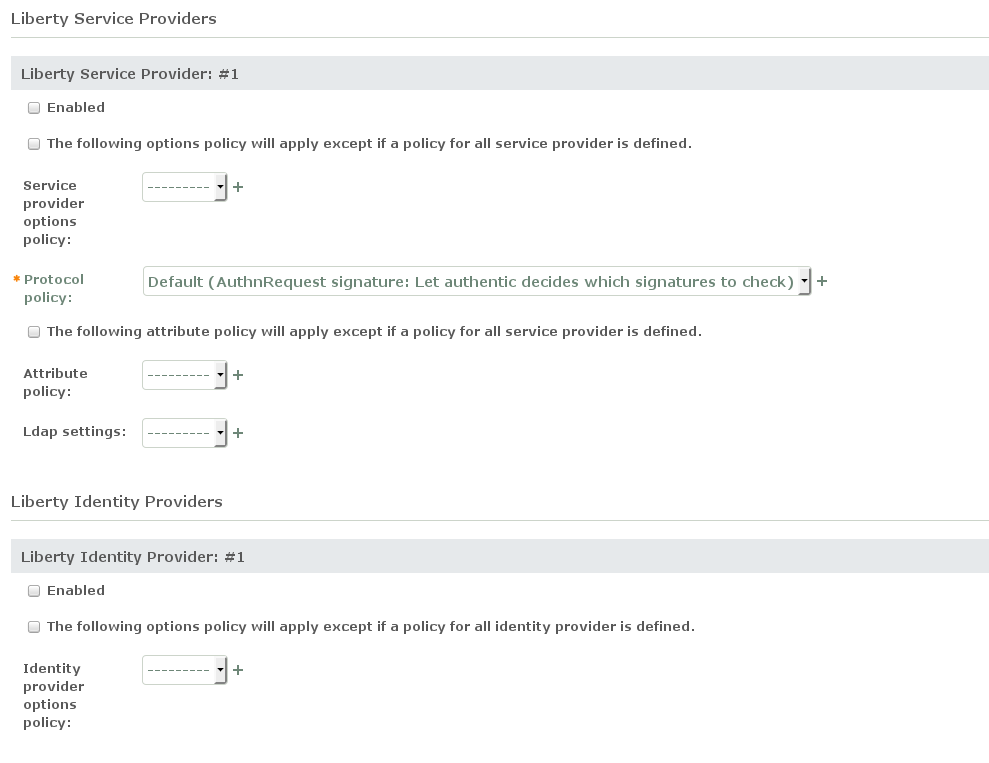 Liberty Service Providers
Liberty Service Provider: #1
Enabled
The following options policy will apply except if a policy for all service provider is defined.
Service
provider
options
policy:
---------
+
* Protocol
policy:
Default (AuthnRequest signature: Let authentic decides which signatures to check)
+
The following attribute policy will apply except if a policy for all service provider is defined.
Attribute
policy:
---------
+
Ldap settings:
---------
+
Liberty Identity Providers
Liberty Identity Provider: #1
Enabled
The following options policy will apply except if a policy for all identity provider is defined.
Identity
provider
options
policy:
---------
+